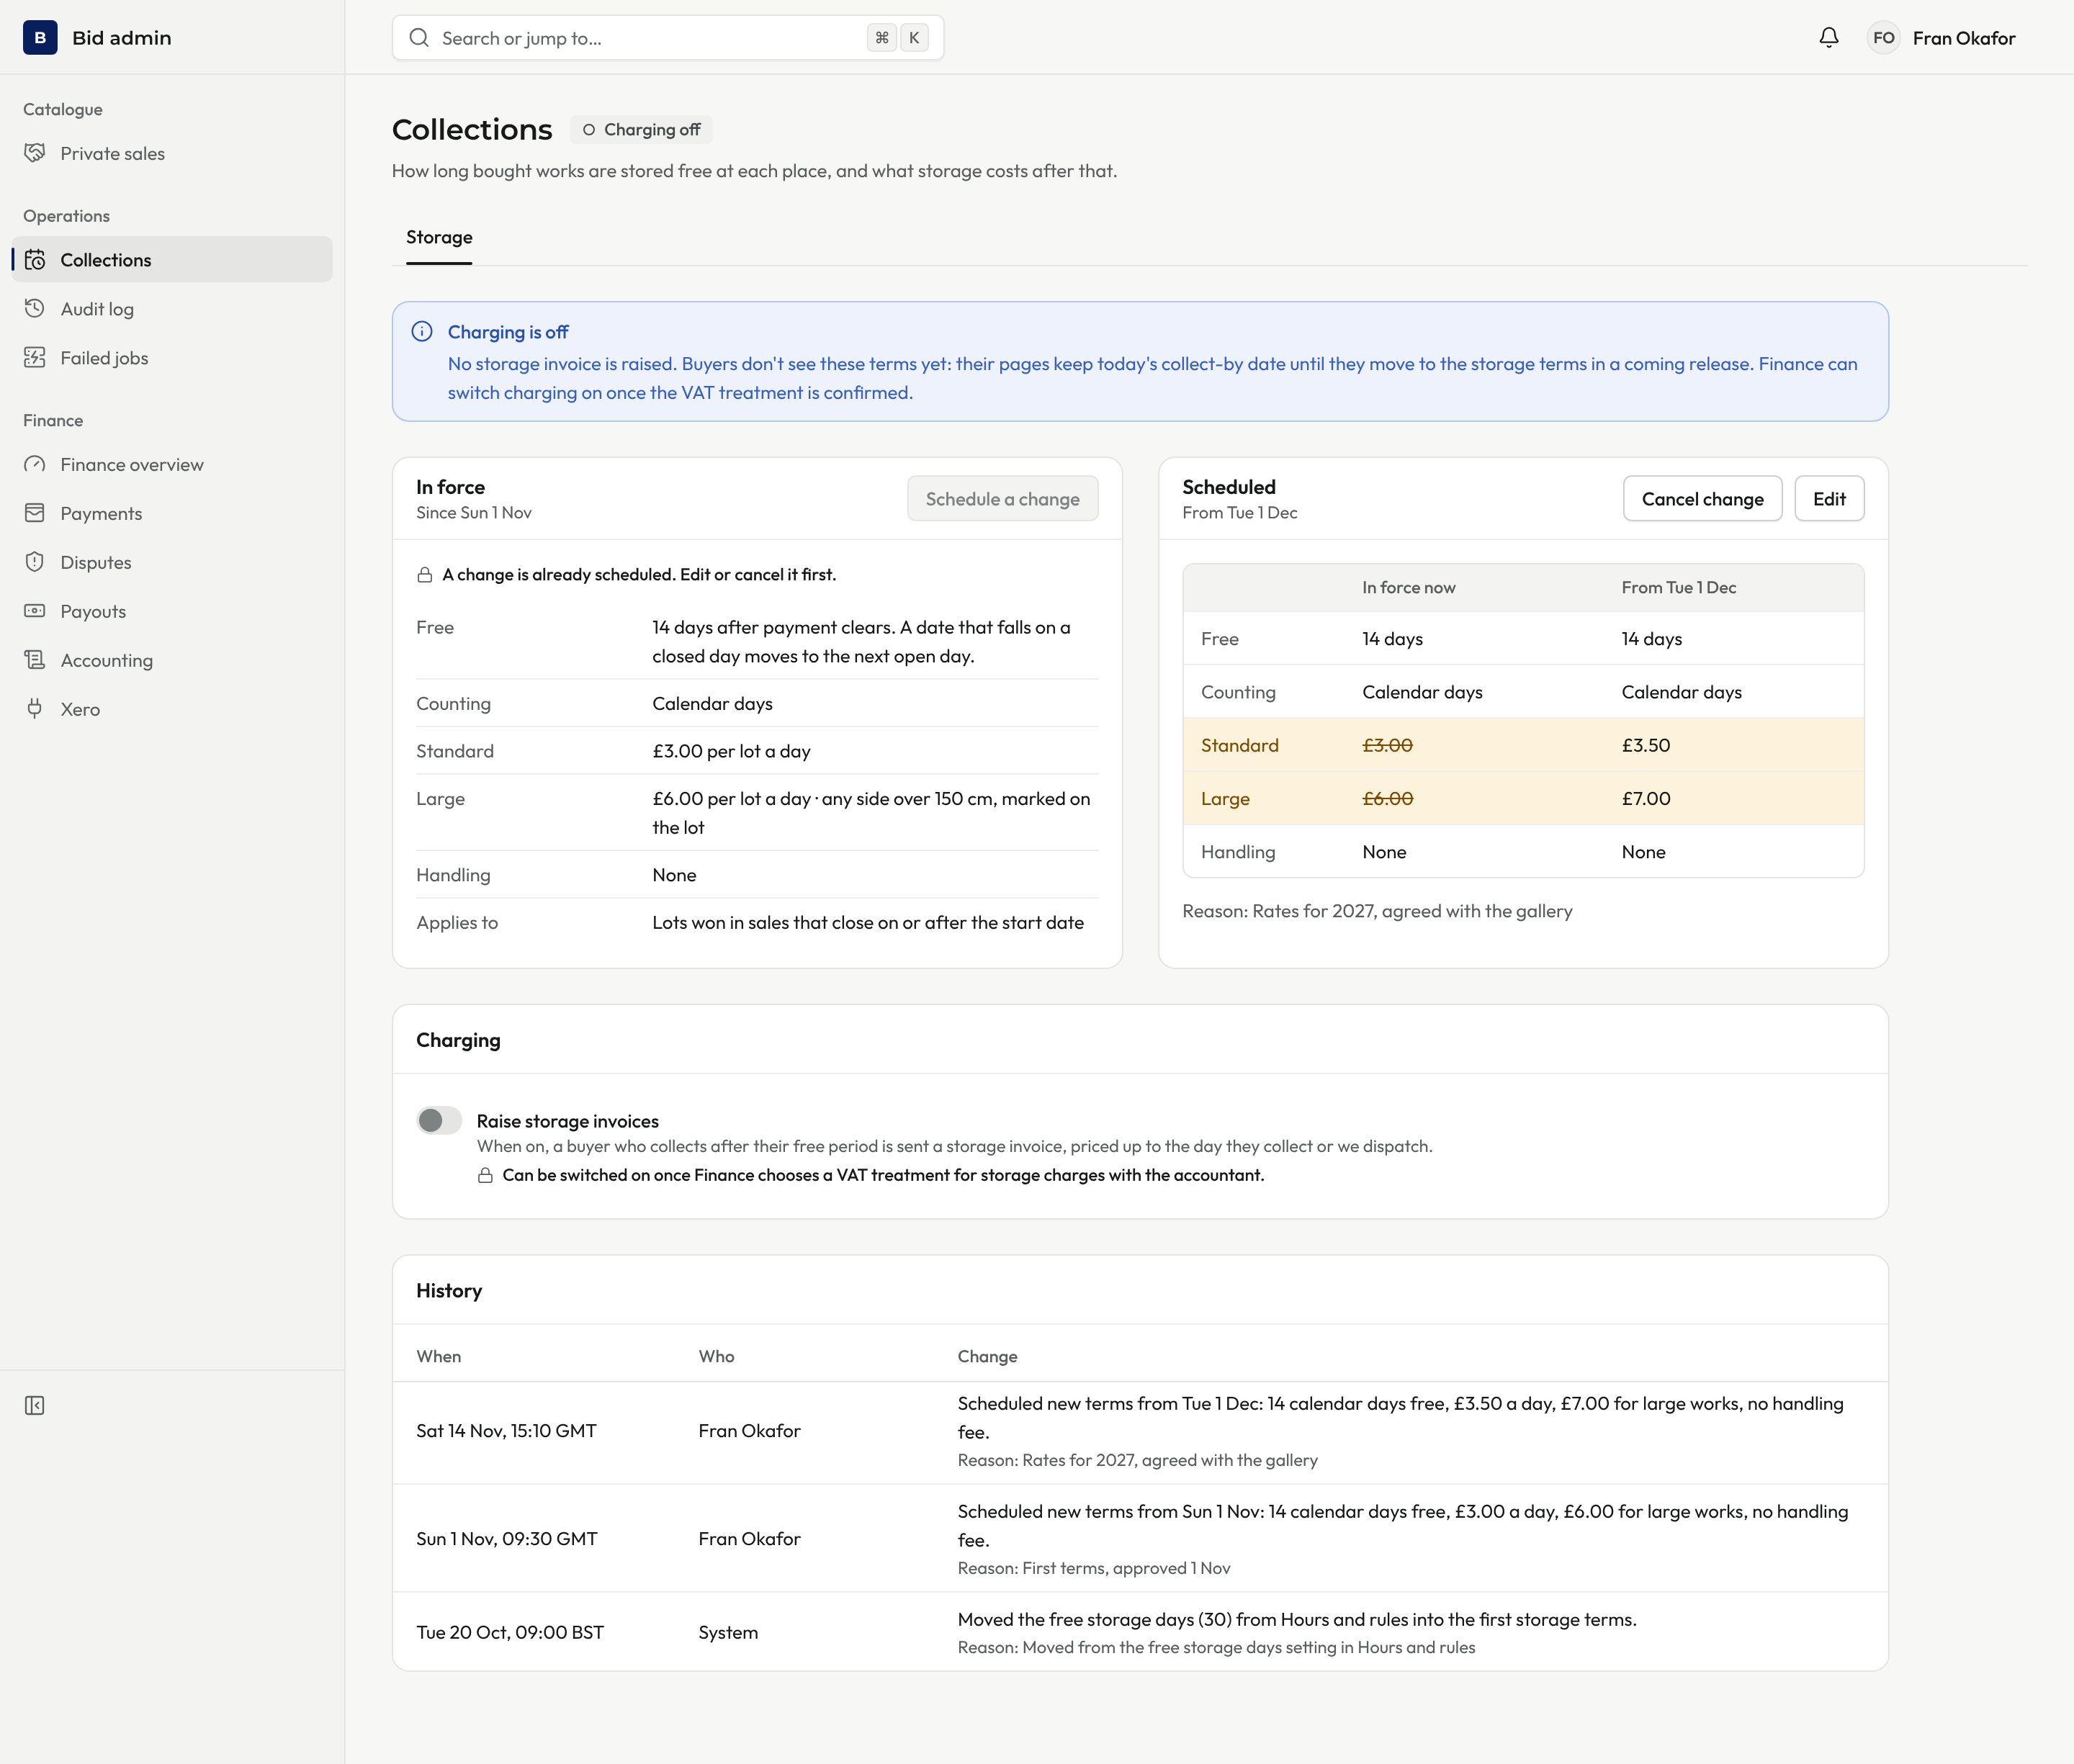 B Bid admin
Search or jump to...
⌘ K
FO Fran Okafor
Catalogue
Private sales
Operations
Collections
Audit log
Failed jobs
Finance
Finance overview
Payments
Disputes
Payouts
Accounting
Xero
Collections
Charging off
How long bought works are stored free at each place, and what storage costs after that.
Storage
Charging is off
No storage invoice is raised. Buyers don't see these terms yet: their pages keep today's collect-by date until they move to the storage terms in a coming release. Finance can
switch charging on once the VAT treatment is confirmed.
In force
Since Sun 1 Nov
Schedule a change
A change is already scheduled. Edit or cancel it first.
Free 14 days after payment clears. A date that falls on a
closed day moves to the next open day.
Counting Calendar days
Standard £3.00 per lot a day
Large £6.00 per lot a day · any side over 150 cm, marked on
the lot
Handling None
Applies to Lots won in sales that close on or after the start date
Scheduled
From Tue 1 Dec
Cancel change
Edit
In force now From Tue 1 Dec
Free 14 days 14 days
Counting Calendar days Calendar days
Standard £3.00 £3.50
Large £6.00 £7.00
Handling None None
Reason: Rates for 2027, agreed with the gallery
Charging
Raise storage invoices
When on, a buyer who collects after their free period is sent a storage invoice, priced up to the day they collect or we dispatch.
Can be switched on once Finance chooses a VAT treatment for storage charges with the accountant.
History
When Who Change
Sat 14 Nov, 15:10 GMT Fran Okafor Scheduled new terms from Tue 1 Dec: 14 calendar days free, £3.50 a day, £7.00 for large works, no handling
fee.
Reason: Rates for 2027, agreed with the gallery
Sun 1 Nov, 09:30 GMT Fran Okafor Scheduled new terms from Sun 1 Nov: 14 calendar days free, £3.00 a day, £6.00 for large works, no handling
fee.
Reason: First terms, approved 1 Nov
Tue 20 Oct, 09:00 BST System Moved the free storage days (30) from Hours and rules into the first storage terms.
Reason: Moved from the free storage days setting in Hours and rules